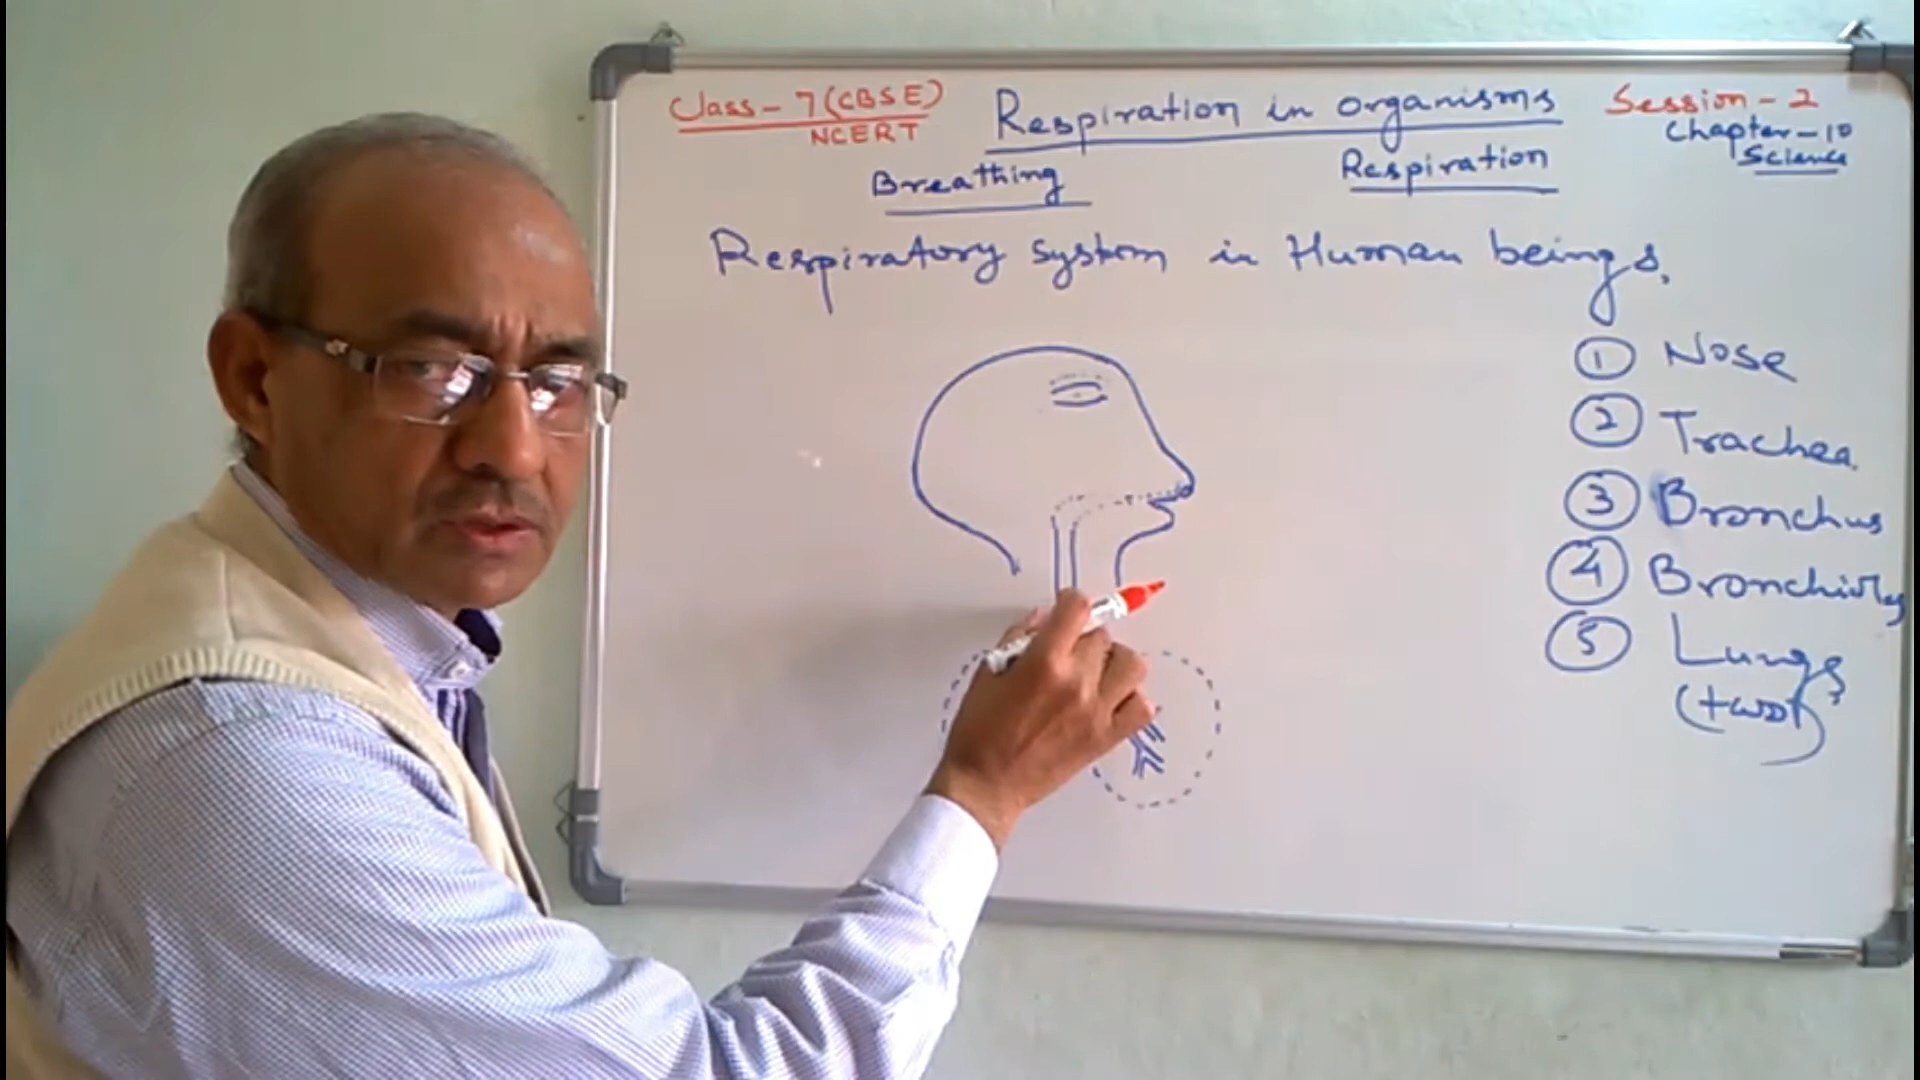 Class - 7 (CBSE)
NCERT
Respiration in organisms
Session - 2
Chapter - 10
Science
Breathing
Respiration
Respiratory system in Human beings.
1 Nose
2 Trachea
3 Bronchus
4 Bronchioles
5 Lungs
(two)